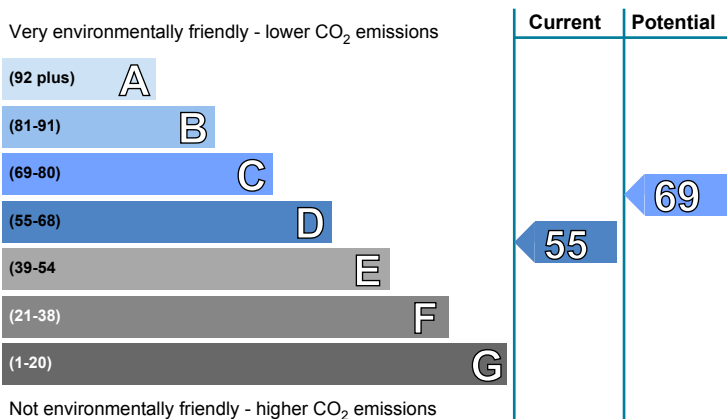 Very environmentally friendly - lower CO2 emissions
Current Potential
(92 plus) A
(81-91) B
(69-80) C
(55-68) D
(39-54 E
(21-38) F
(1-20) G
69
55
Not environmentally friendly - higher CO2 emissions